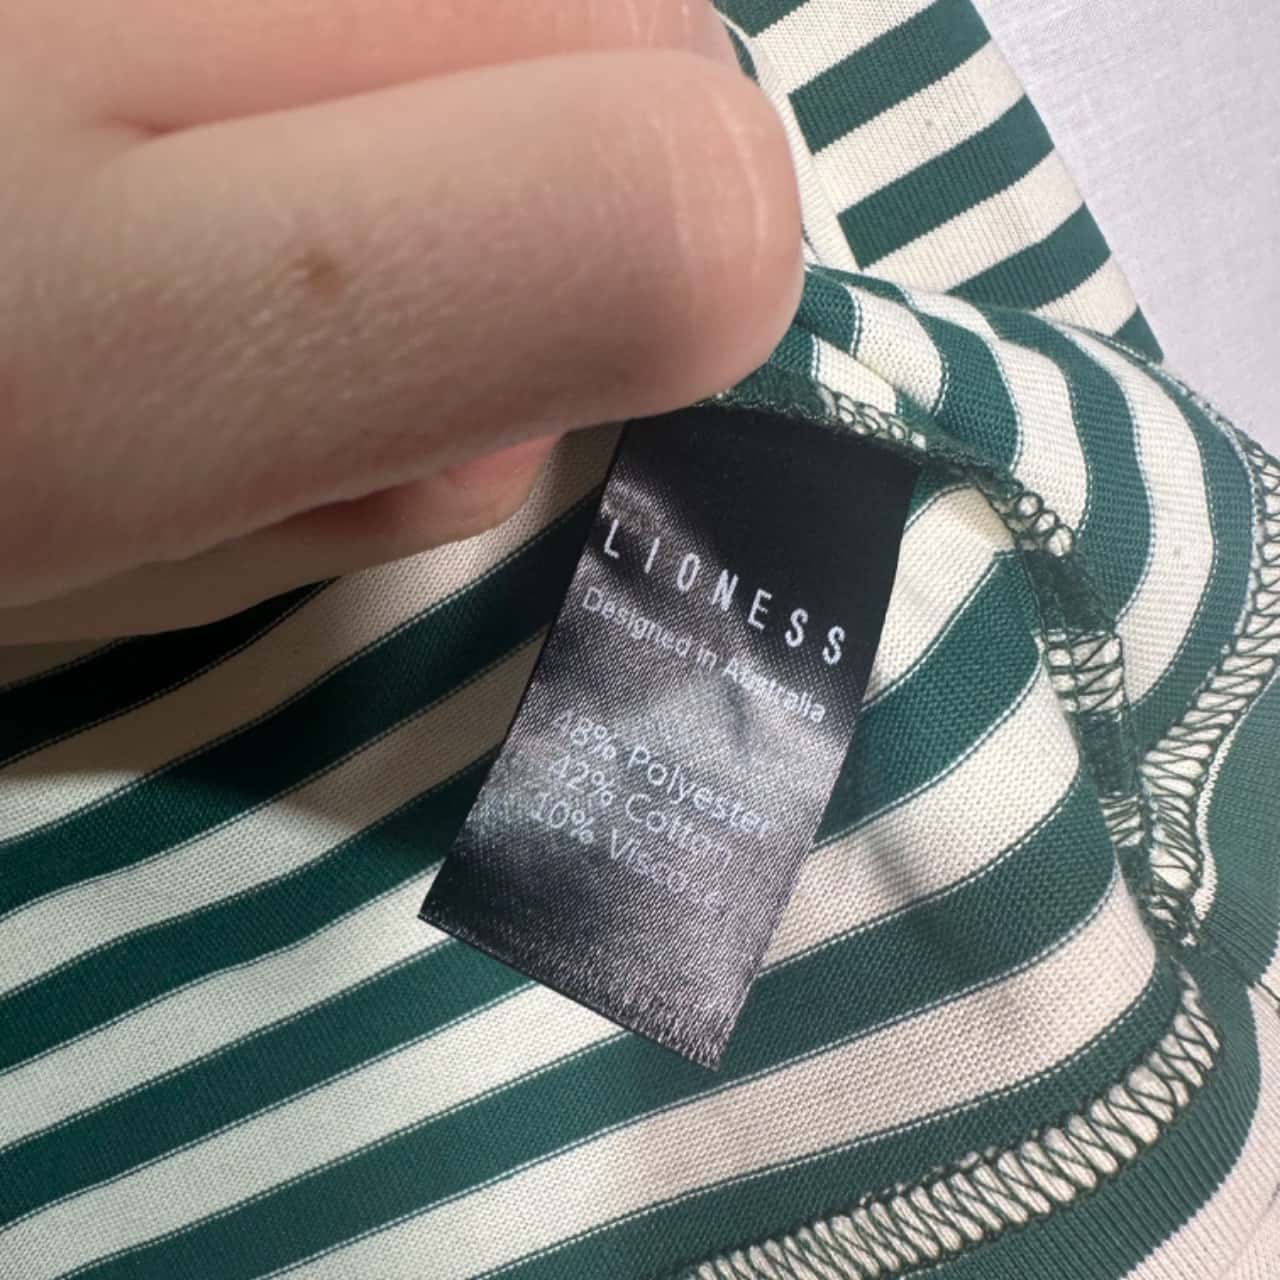 LIONESS
Designed in Australia
48% Polyester
42% Cotton
10% Viscose